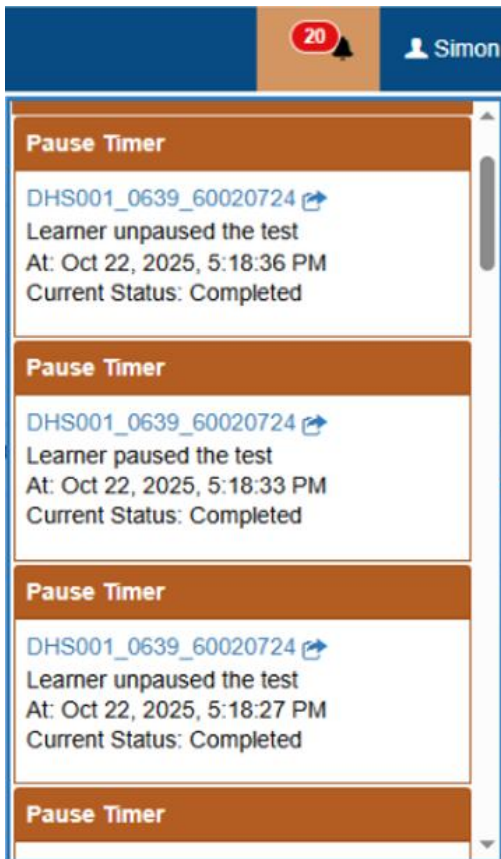 20
Simon
Pause Timer
DHS001_0639_60020724
Learner unpaused the test
At: Oct 22, 2025, 5:18:36 PM
Current Status: Completed
Pause Timer
DHS001_0639_60020724
Learner paused the test
At: Oct 22, 2025, 5:18:33 PM
Current Status: Completed
Pause Timer
DHS001_0639_60020724
Learner unpaused the test
At: Oct 22, 2025, 5:18:27 PM
Current Status: Completed
Pause Timer